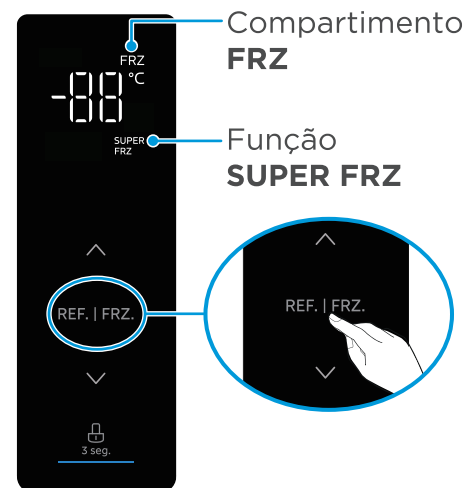 Compartimento
FRZ
FRZ
°C
-88
SUPER
FRZ
Função
SUPER FRZ
REF. | FRZ.
REF. | FRZ.
3 seg.